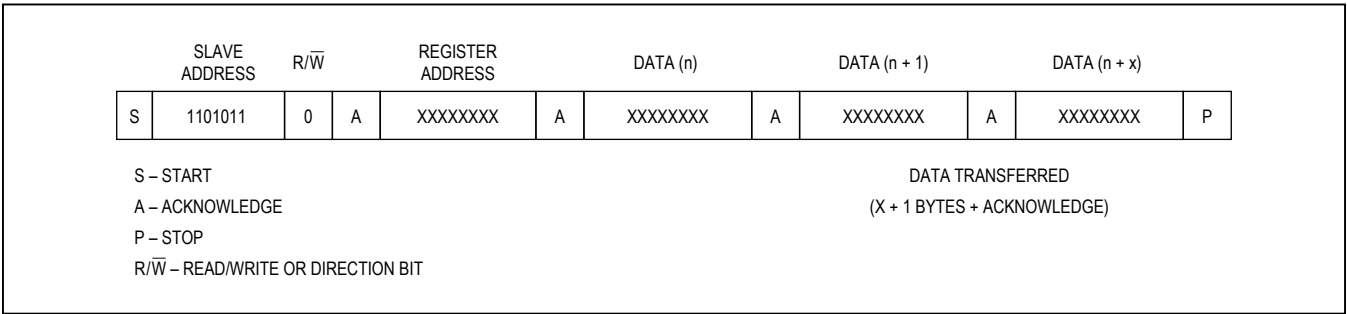 SLAVE ADDRESS R/W̅ REGISTER ADDRESS DATA (n) DATA (n + 1) DATA (n + x)
S 1101011 0 A XXXXXXXX A XXXXXXXX A XXXXXXXX A XXXXXXXX P
S – START
A – ACKNOWLEDGE
P – STOP
R/W̅ – READ/WRITE OR DIRECTION BIT
DATA TRANSFERRED
(X + 1 BYTES + ACKNOWLEDGE)